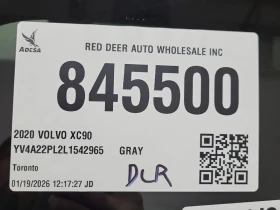 ADESA
RED DEER AUTO WHOLESALE INC
845500
2020 VOLVO XC90
YV4A22PL2L1542965 GRAY
Toronto
01/19/2026 12:17:27 JD
DLR